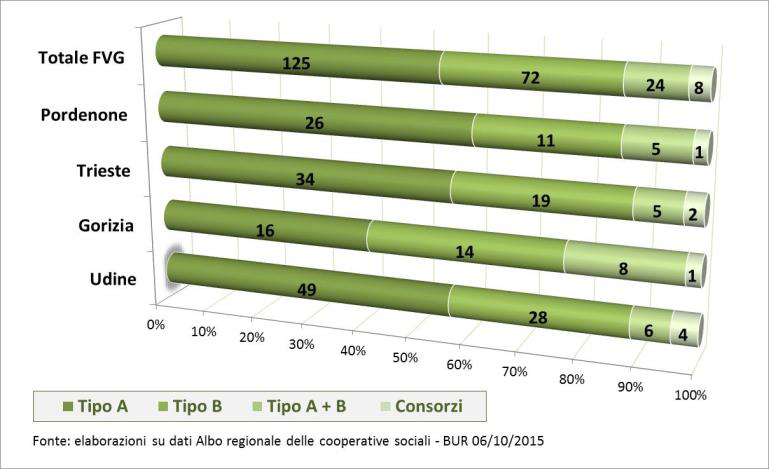 Totale FVG 125 72 24 8
Pordenone 26 11 5 1
Trieste 34 19 5 2
Gorizia 16 14 8 1
Udine 49 28 6 4
0% 10% 20% 30% 40% 50% 60% 70% 80% 90% 100%
Tipo A Tipo B Tipo A + B Consorzi
Fonte: elaborazioni su dati Albo regionale delle cooperative sociali - BUR 06/10/2015